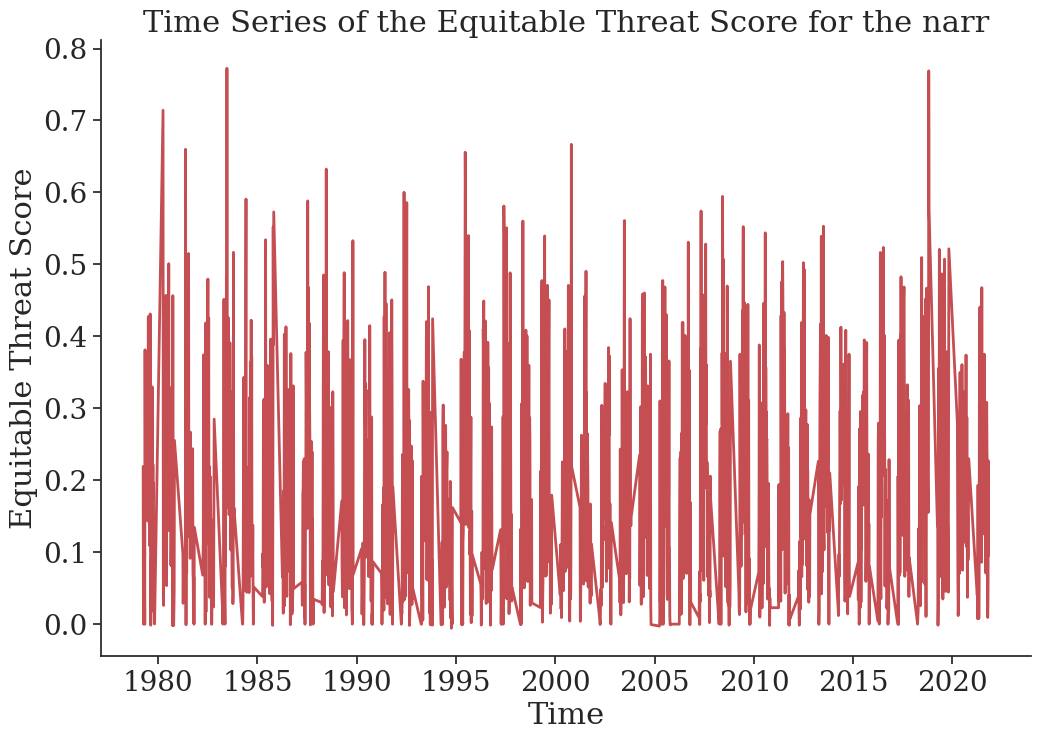 Time Series of the Equitable Threat Score for the narr
Equitable Threat Score
0.8
0.7
0.6
0.5
0.4
0.3
0.2
0.1
0.0
1980 1985 1990 1995 2000 2005 2010 2015 2020
Time